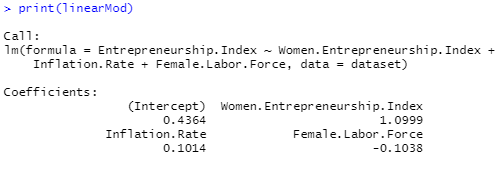 > print(linearMod)
Call:
lm(formula = Entrepreneurship.Index ~ Women.Entrepreneurship.Index +
Inflation.Rate + Female.Labor.Force, data = dataset)
Coefficients:
(Intercept) Women.Entrepreneurship.Index
0.4364 1.0999
Inflation.Rate Female.Labor.Force
0.1014 -0.1038